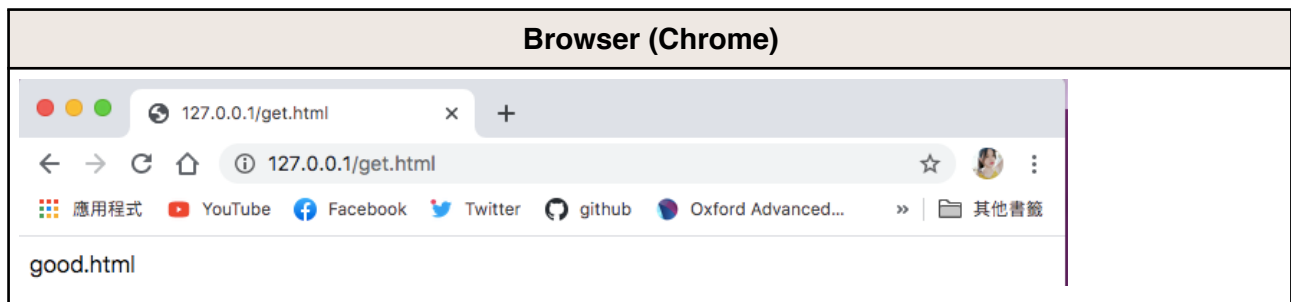 Browser (Chrome)
127.0.0.1/get.html
127.0.0.1/get.html
應用程式 YouTube Facebook Twitter github Oxford Advanced... » 其他書籤
good.html